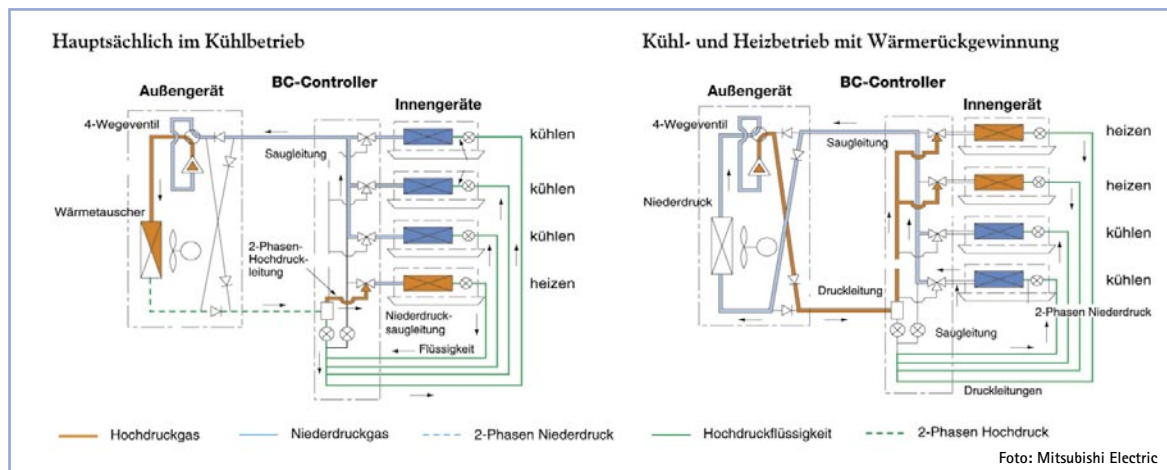 Hauptsächlich im Kühlbetrieb
Außengerät
BC-Controller
Innengeräte
4-Wegeventil
Saugleitung
kühlen
kühlen
Wärmetauscher
kühlen
2-Phasen-
Hochdruck-
leitung
heizen
Niederdruck-
saugleitung
Flüssigkeit
Kühl- und Heizbetrieb mit Wärmerückgewinnung
Außengerät
BC-Controller
Innengerät
4-Wegeventil
Saugleitung
heizen
heizen
Niederdruck
kühlen
kühlen
Druckleitung
2-Phasen Niederdruck
Saugleitung
Druckleitungen
Hochdruckgas
Niederdruckgas
2-Phasen Niederdruck
Hochdruckflüssigkeit
2-Phasen Hochdruck
Foto: Mitsubishi Electric